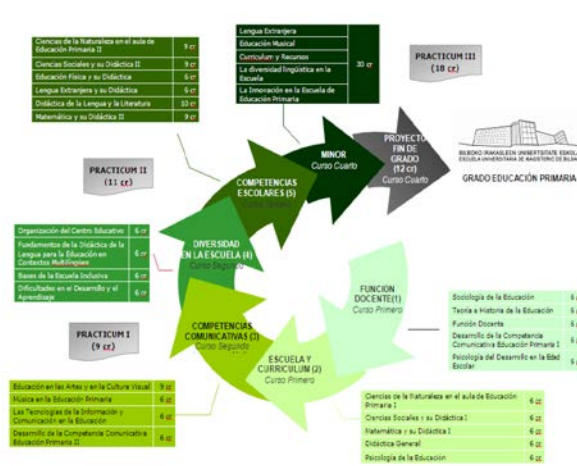 Ciencias de la Naturaleza en el aula de
Educación Primaria II 9 cr
Ciencias Sociales y su Didáctica II 9 cr
Educación Física y su Didáctica 6 cr
Lengua Extranjera y su Didáctica 6 cr
Didáctica de la Lengua y la Literatura 10 cr
Matemática y su Didáctica II 9 cr
Lengua Extranjera
Educación Musical
Curriculum y Recursos
La diversidad lingüística en la
Escuela
La Innovación en la Escuela de
Educación Primaria
30 cr
PRACTICUM III
(18 cr)
BILBOKO IRAKASLEEN UNIBERTSITATE ESKOLA
ESCUELA UNIVERSITARIA DE MAGISTERIO DE BILBAO
GRADO EDUCACIÓN PRIMARIA
PROYECTO
FIN DE
GRADO
(12 cr)
Curso Cuarto
MINOR
Curso Cuarto
COMPETENCIAS
ESCOLARES (5)
Curso Tercero
PRACTICUM II
(11 cr)
DIVERSIDAD
EN LA ESCUELA (4)
Curso Segundo
Organización del Centro Educativo 6 cr
Fundamentos de la Didáctica de la
Lengua para la Educación en
Contextos Multilingües 6 cr
Bases de la Escuela Inclusiva 6 cr
Dificultades en el Desarrollo y el
Aprendizaje 6 cr
PRACTICUM I
(9 cr)
COMPETENCIAS
COMUNICATIVAS (3)
Curso Segundo
Educación en las Artes y en la Cultura Visual 9 cr
Música en la Educación Primaria 6 cr
Las Tecnologías de la Información y
Comunicación en la Educación 6 cr
Desarrollo de la Competencia Comunicativa
Educación Primaria II 6 cr
ESCUELA Y
CURRICULUM (2)
Curso Primero
FUNCIÓN
DOCENTE(1)
Curso Primero
Sociología de la Educación 6
Teoría e Historia de la Educación 6
Función Docente 6
Desarrollo de la Competencia
Comunicativa Educación Primaria I 6
Psicología del Desarrollo en la Edad
Escolar 6
Ciencias de la Naturaleza en el aula de Educación
Primaria I 6 cr
Ciencias Sociales y su Didáctica I 6 cr
Matemática y su Didáctica I 6 cr
Didáctica General 6 cr
Psicología de la Educación 6 cr